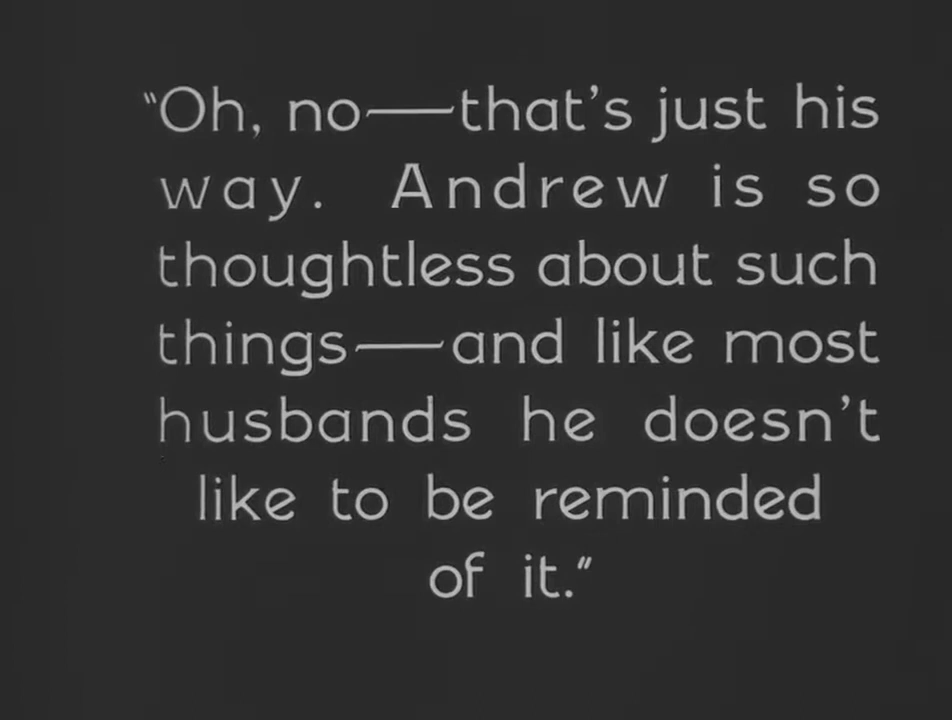 "Oh, no—that's just his
way. Andrew is so
thoughtless about such
things—and like most
husbands he doesn't
like to be reminded
of it."